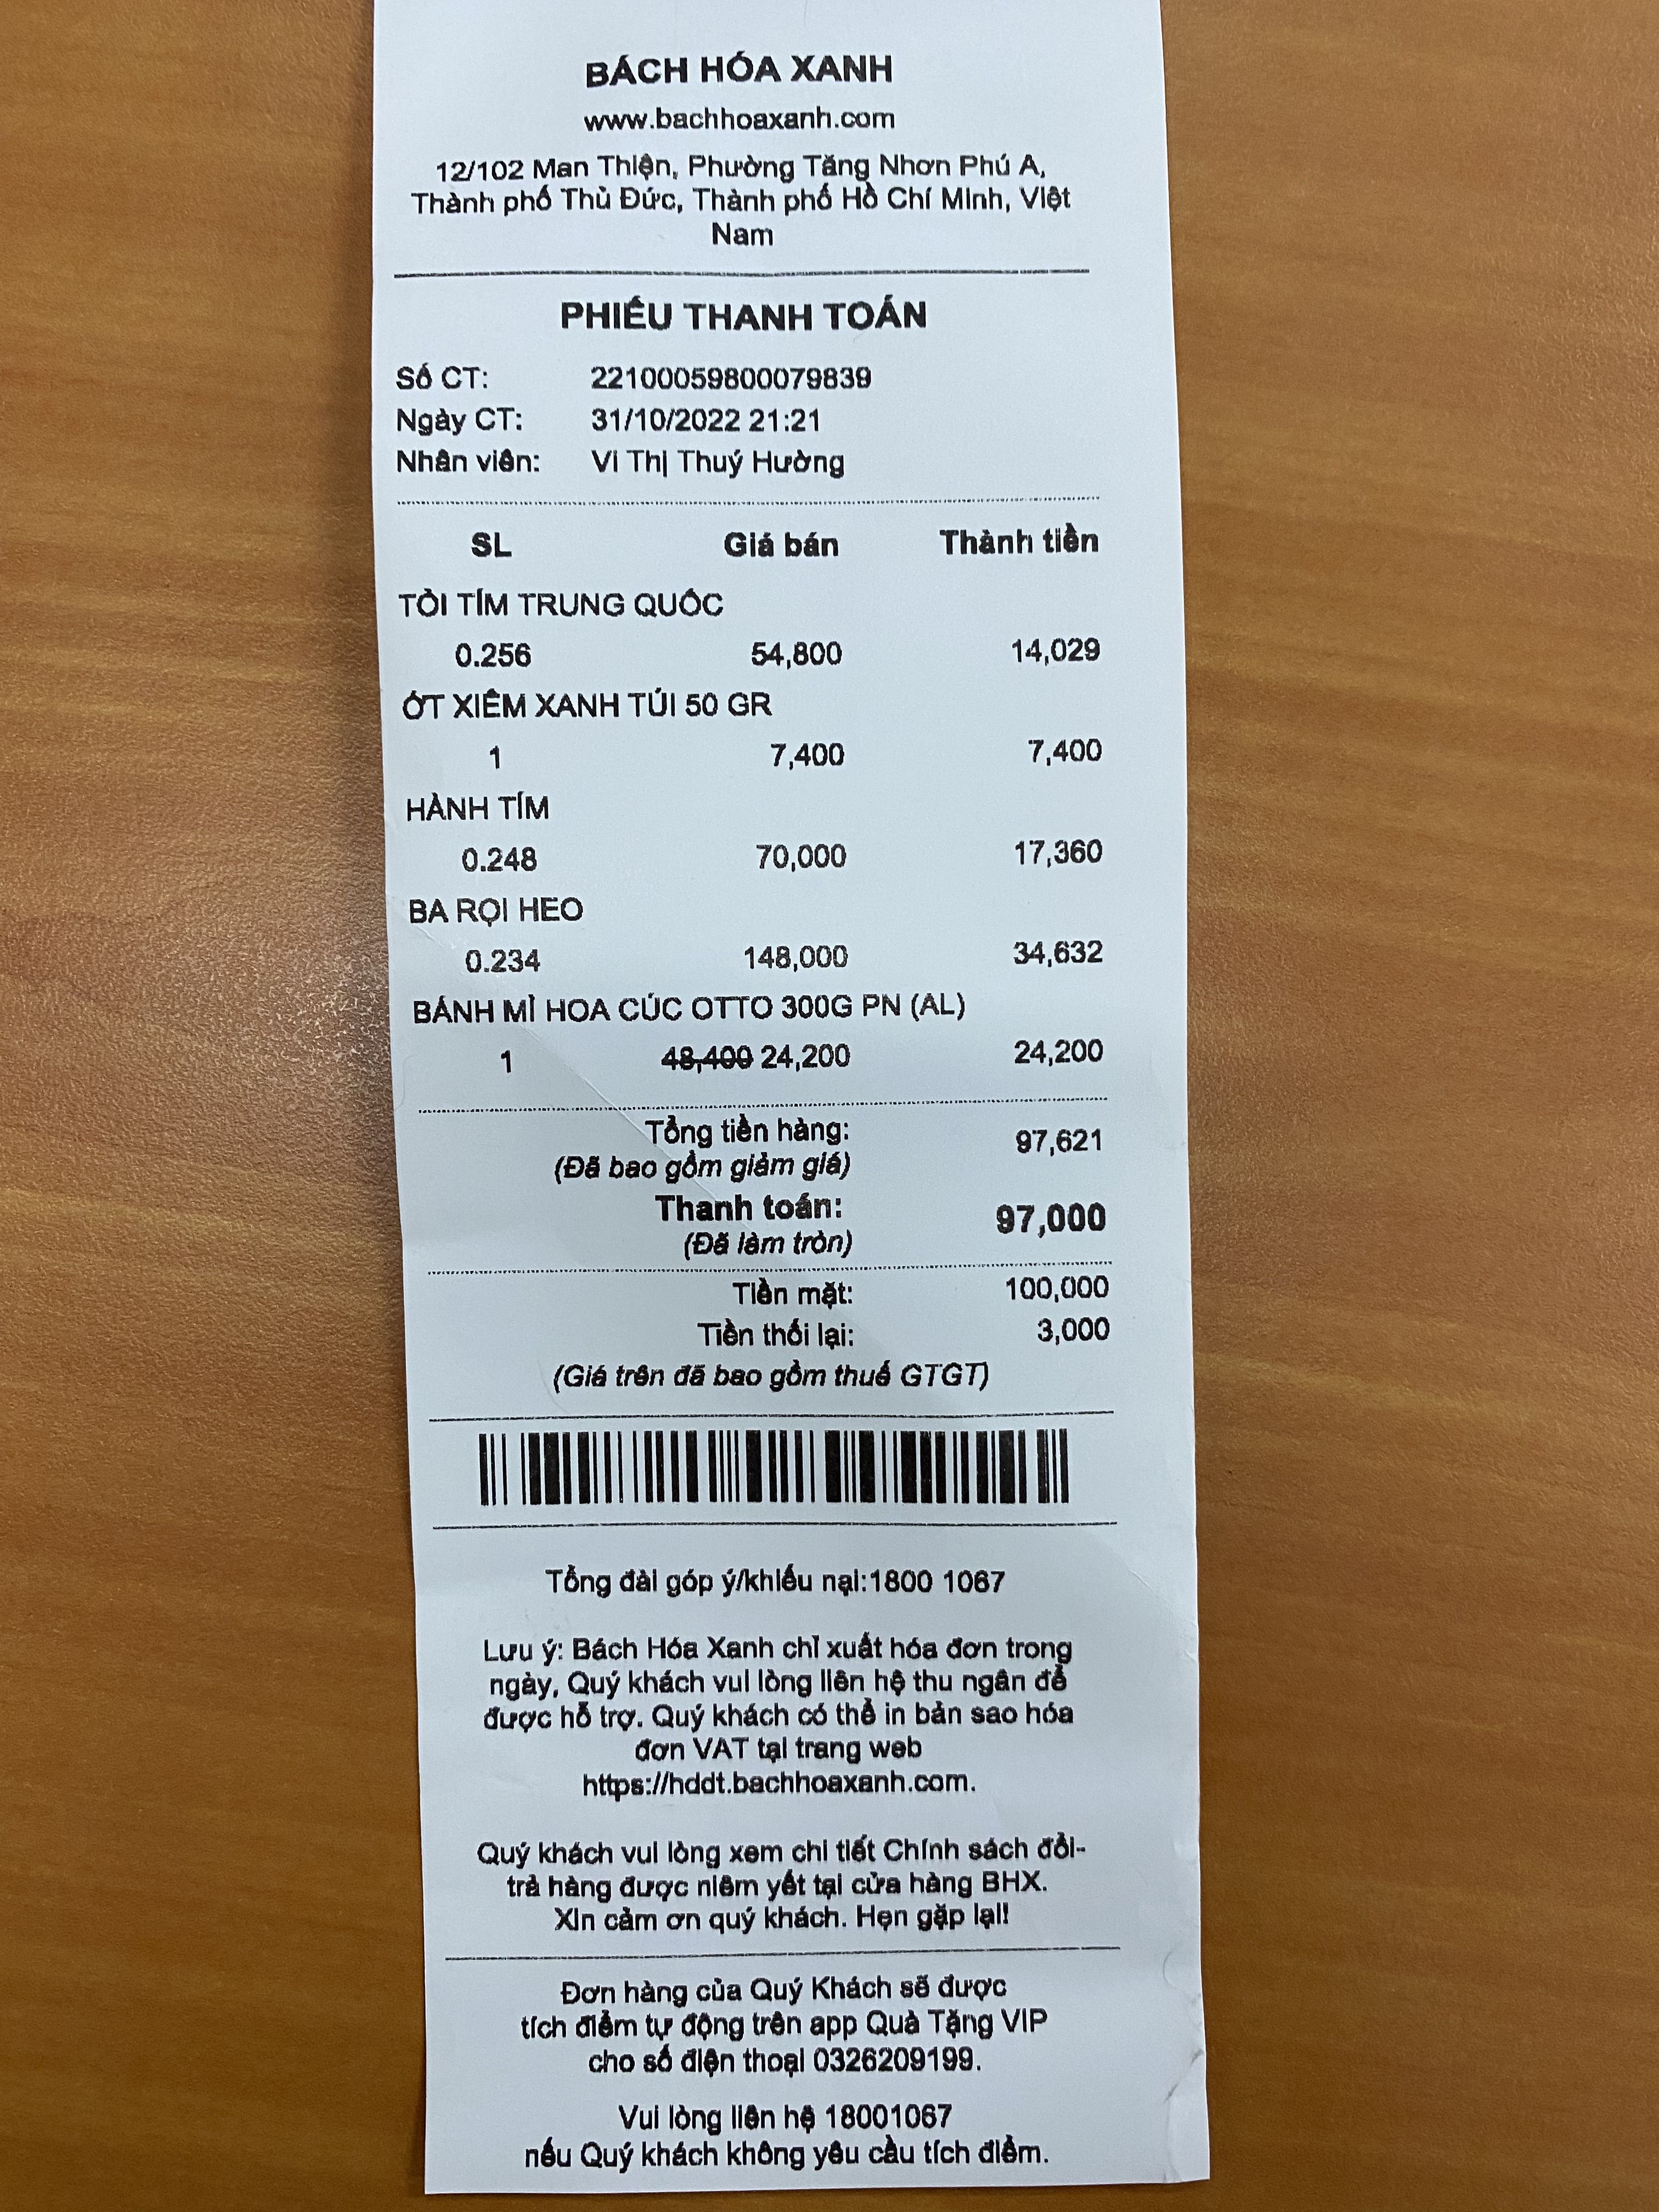 BÁCH HÓA XANH
www.bachhoaxanh.com
12/102 Man Thiện, Phường Tăng Nhơn Phú A,
Thành phố Thủ Đức, Thành phố Hồ Chí Minh, Việt
Nam
PHIẾU THANH TOÁN
Số CT: 22100059800079839
Ngày CT: 31/10/2022 21:21
Nhân viên: Vi Thị Thuý Hường
SL Giá bán Thành tiền
TỎI TÍM TRUNG QUỐC
0.256 54,800 14,029
ỚT XIÊM XANH TÚI 50 GR
1 7,400 7,400
HÀNH TÍM
0.248 70,000 17,360
BA RỌI HEO
0.234 148,000 34,632
BÁNH MÌ HOA CÚC OTTO 300G PN (AL)
1 48,400 24,200 24,200
Tổng tiền hàng: 97,621
(Đã bao gồm giảm giá)
Thanh toán: 97,000
(Đã làm tròn)
Tiền mặt: 100,000
Tiền thối lại: 3,000
(Giá trên đã bao gồm thuế GTGT)
Tổng đài góp ý/khiếu nại:1800 1067
Lưu ý: Bách Hóa Xanh chỉ xuất hóa đơn trong
ngày, Quý khách vui lòng liên hệ thu ngân để
được hỗ trợ. Quý khách có thể in bản sao hóa
đơn VAT tại trang web
https://hddt.bachhoaxanh.com.
Quý khách vui lòng xem chi tiết Chính sách đổi-
trả hàng được niêm yết tại cửa hàng BHX.
Xin cảm ơn quý khách. Hẹn gặp lại!
Đơn hàng của Quý Khách sẽ được
tích điểm tự động trên app Quà Tặng VIP
cho số điện thoại 0326209199.
Vui lòng liên hệ 18001067
nếu Quý khách không yêu cầu tích điểm.